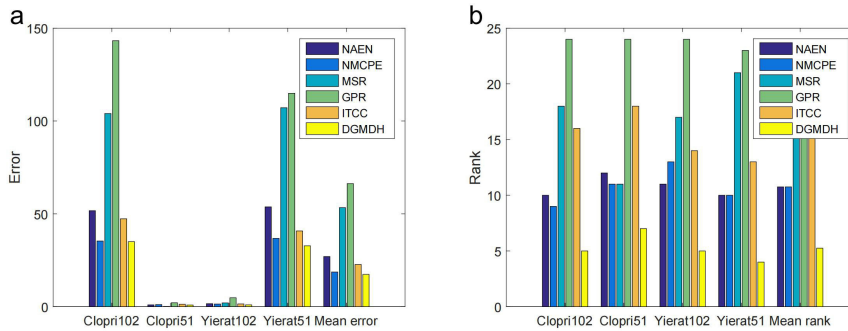 a
150
100
50
0
Error
NAEN
NMCPE
MSR
GPR
ITCC
DGMDH
Clopri102 Clopri51 Yierat102 Yierat51 Mean error
b
25
20
15
10
5
0
Rank
NAEN
NMCPE
MSR
GPR
ITCC
DGMDH
Clopri102 Clopri51 Yierat102 Yierat51 Mean rank